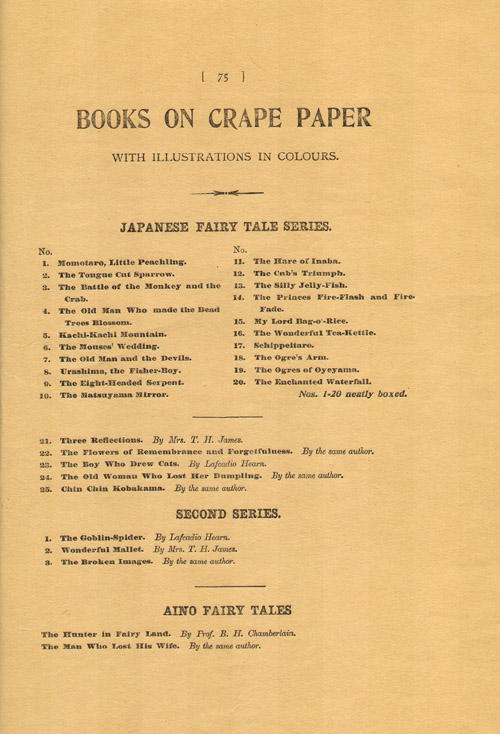 [ 75 ]
BOOKS ON CRAPE PAPER
WITH ILLUSTRATIONS IN COLOURS.
JAPANESE FAIRY TALE SERIES.
No.
1. Momotaro, Little Peachling.
2. The Tongue Cut Sparrow.
3. The Battle of the Monkey and the
Crab.
4. The Old Man Who made the Dead
Trees Blossom.
5. Kachi-Kachi Mountain.
6. The Mouses' Wedding.
7. The Old Man and the Devils.
8. Urashima, the Fisher-Boy.
9. The Eight-Headed Serpent.
10. The Matsuyama Mirror.
No.
11. The Hare of Inaba.
12. The Cub's Triumph.
13. The Silly Jelly-Fish.
14. The Princes Fire-Flash and Fire-
Fade.
15. My Lord Bag-o'-Rice.
16. The Wonderful Tea-Kettle.
17. Schippeitaro.
18. The Ogre's Arm.
19. The Ogres of Oyeyama.
20. The Enchanted Waterfall.
Nos. 1-20 neatly boxed.
21. Three Reflections. By Mrs. T. H. James.
22. The Flowers of Remembrance and Forgetfulness. By the same author.
23. The Boy Who Drew Cats. By Lafcadio Hearn.
24. The Old Woman Who Lost Her Dumpling. By the same author.
25. Chin Chin Kobakama. By the same author.
SECOND SERIES.
1. The Goblin-Spider. By Lafcadio Hearn.
2. Wonderful Mallet. By Mrs. T. H. James.
3. The Broken Images. By the same author.
AINO FAIRY TALES
The Hunter in Fairy Land. By Prof. B. H. Chamberlain.
The Man Who Lost His Wife. By the same author.